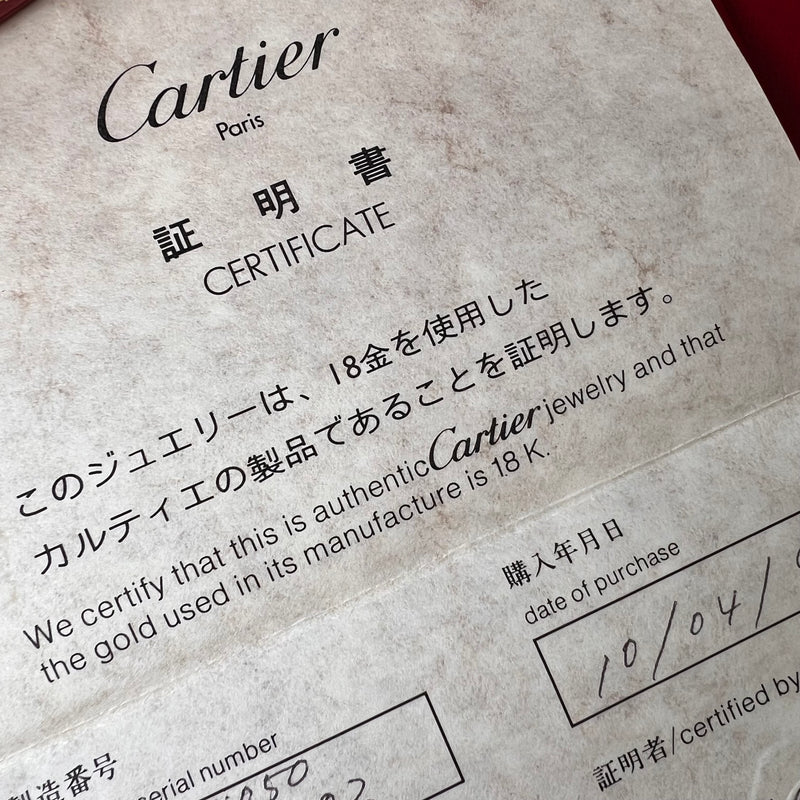 Cartier
Paris
証明書
CERTIFICATE
このジュエリーは、18金を使用した
カルティエの製品であることを証明します。
We certify that this is authentic Cartier jewelry and that
the gold used in its manufacture is 18 K.
購入年月日
date of purchase
10/04/
製造番号
serial number
証明者/certified by